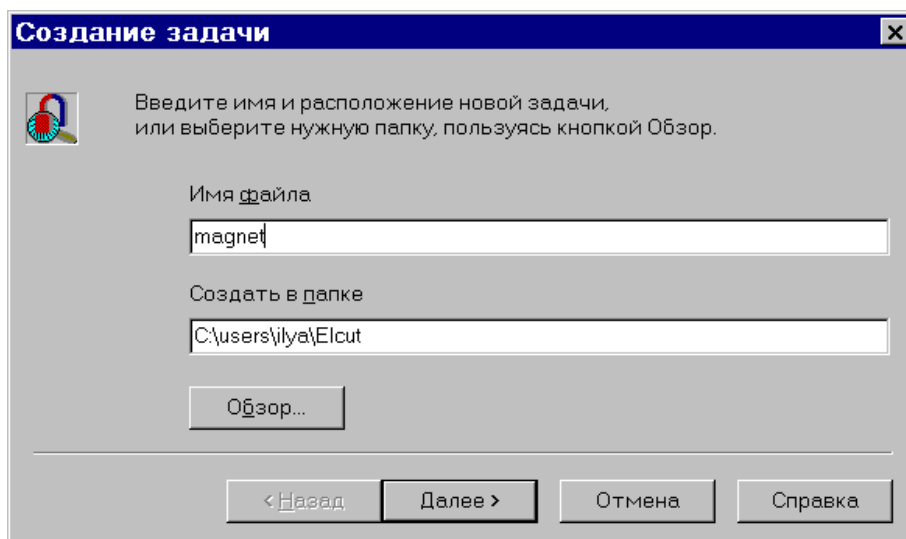 Создание задачи
Введите имя и расположение новой задачи,
или выберите нужную папку, пользуясь кнопкой Обзор.
Имя файла
magnet
Создать в папке
C:\users\ilya\Elcut
Обзор...
< Назад Далее > Отмена Справка